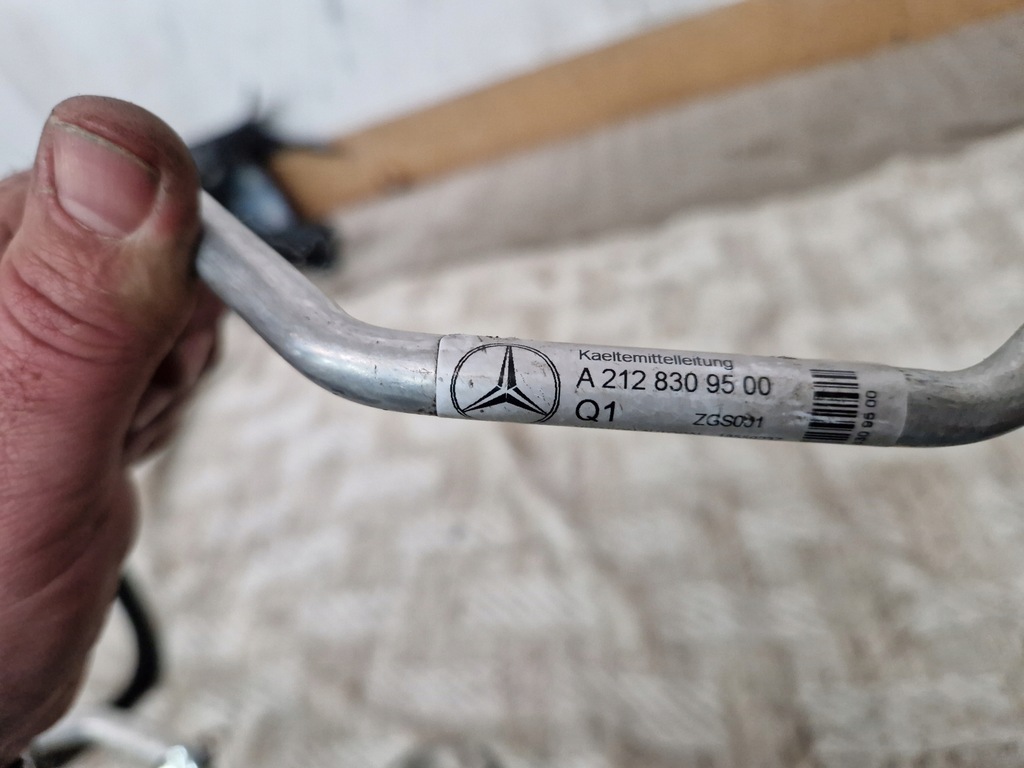 Kaeltemittelleitung
A 212 830 95 00
Q1
ZGS001